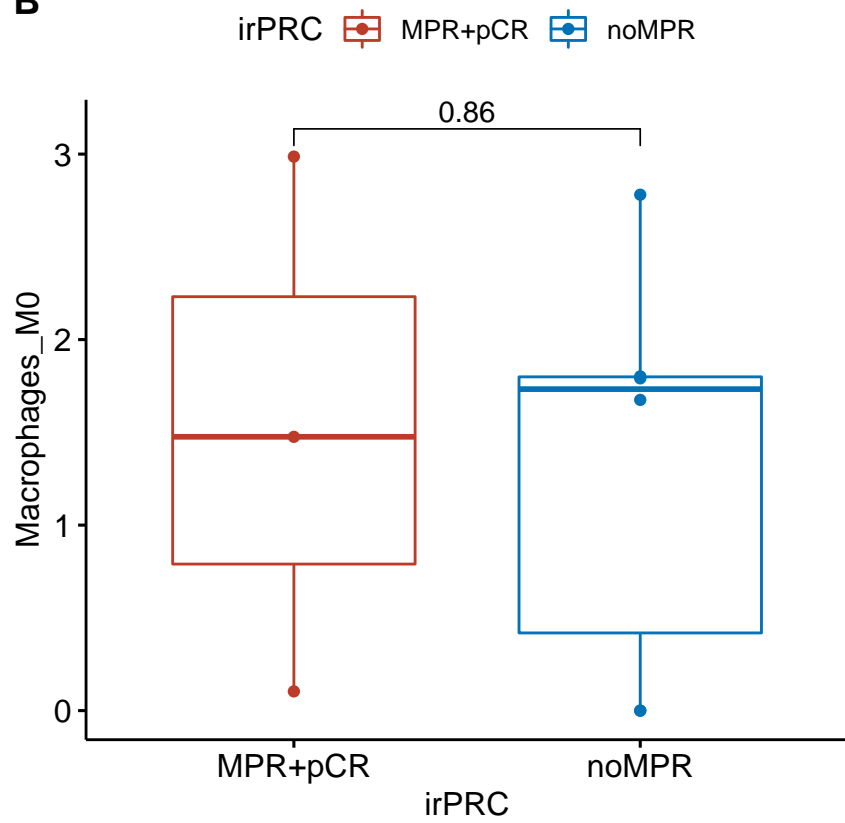 B
irPRC MPR+pCR noMPR
0.86
3
2
1
0
Macrophages_M0
MPR+pCR noMPR
irPRC